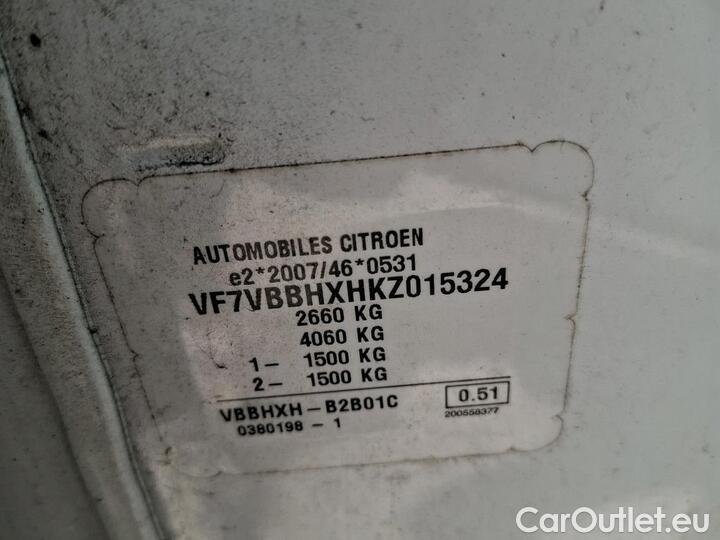 AUTOMOBILES CITROEN
e2*2007/46*0531
VF7VBBHXHKZ015324
2660 KG
4060 KG
1- 1500 KG
2- 1500 KG
VBBHXH-B2B01C 0.51
0380198-1 200558377
CarOutlet.eu